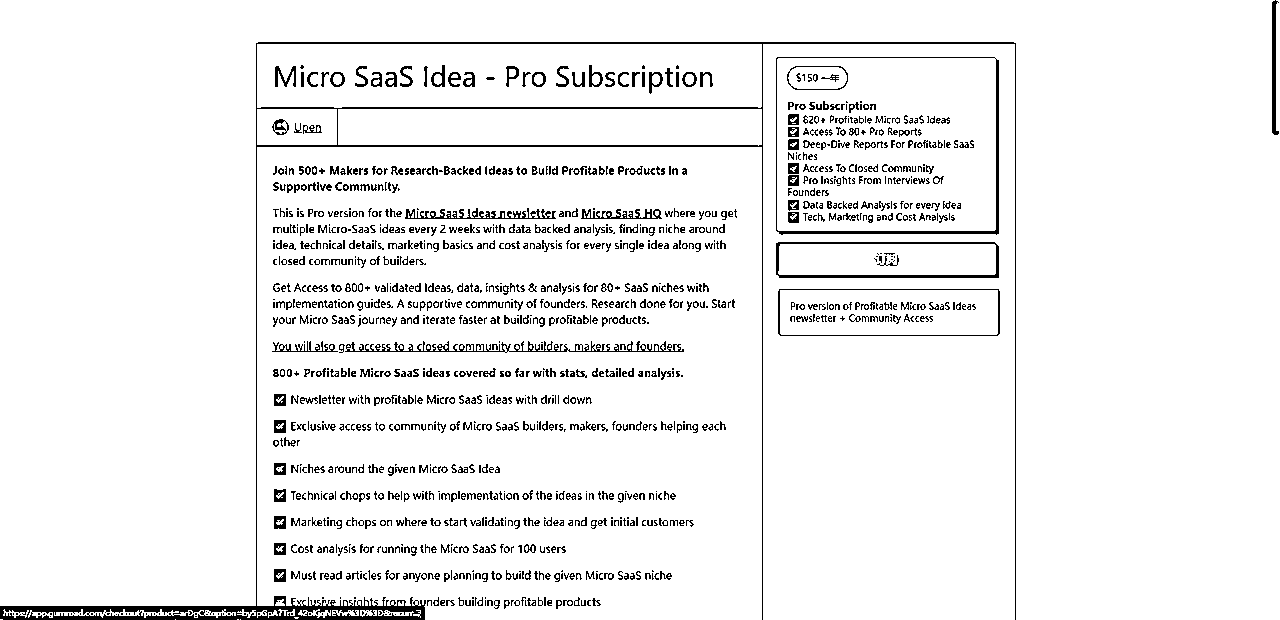 Micro SaaS Idea - Pro Subscription
Upen
Join 500+ Makers for Research-Backed Ideas to Build Profitable Products in a
Supportive Community.
This is Pro version for the Micro SaaS Ideas newsletter and Micro SaaS HQ where you get
multiple Micro-SaaS ideas every 2 weeks with data backed analysis, finding niche around
idea, technical details, marketing basics and cost analysis for every single idea along with
closed community of builders.
Get Access to 800+ validated Ideas, data, insights & analysis for 80+ SaaS niches with
implementation guides. A supportive community of founders. Research done for you. Start
your Micro SaaS journey and iterate faster at building profitable products.
You will also get access to a closed community of builders, makers and founders.
800+ Profitable Micro SaaS ideas covered so far with stats, detailed analysis.
Newsletter with profitable Micro SaaS ideas with drill down
Exclusive access to community of Micro SaaS builders, makers, founders helping each
other
Niches around the given Micro SaaS Idea
Technical chops to help with implementation of the ideas in the given niche
Marketing chops on where to start validating the idea and get initial customers
Cost analysis for running the Micro SaaS for 100 users
Must read articles for anyone planning to build the given Micro SaaS niche
Exclusive insights from founders building profitable products
$150 一年
Pro Subscription
820+ Profitable Micro SaaS Ideas
Access To 80+ Pro Reports
Deep-Dive Reports For Profitable SaaS
Niches
Access To Closed Community
Pro Insights From Interviews Of
Founders
Data Backed Analysis for every idea
Tech, Marketing and Cost Analysis
订阅
Pro version of Profitable Micro SaaS Ideas
newsletter + Community Access